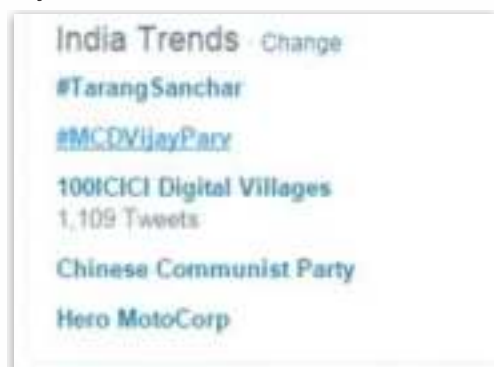 India Trends · Change
#TarangSanchar
#MCDVijayParv
100ICICI Digital Villages
1,109 Tweets
Chinese Communist Party
Hero MotoCorp